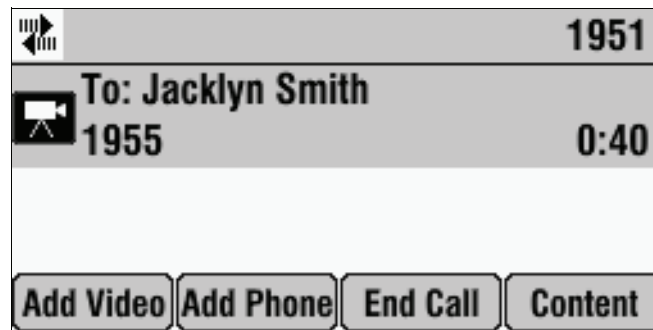 1951
To: Jacklyn Smith
1955 0:40
Add Video Add Phone End Call Content